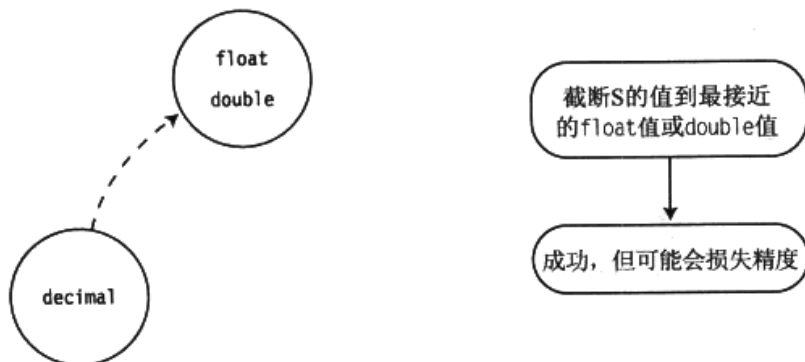 float
double
decimal
截断S的值到最接近
的float值或double值
成功，但可能会损失精度